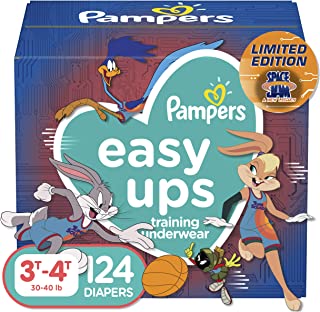 Pampers
LIMITED
EDITION
SPACE
JAM
A NEW LEGACY
Pampers
easy
ups
training
underwear
3T-4T
30-40 lb
124
DIAPERS